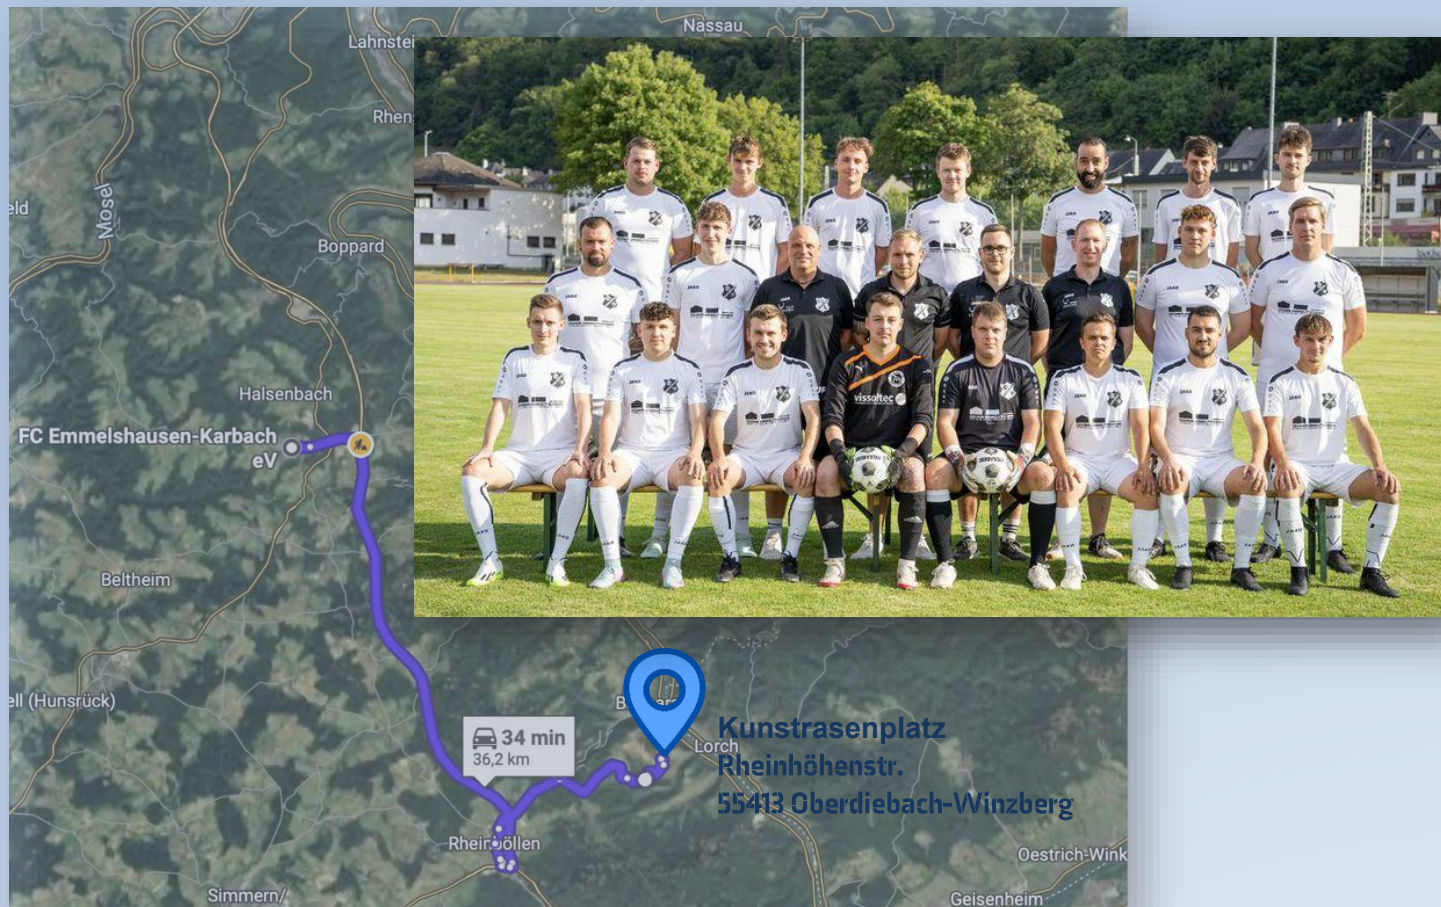 Nassau
Lahnstei
Rhen
eld
Mosel
Boppard
Halsenbach
FC Emmelshausen-Karbach
eV
Beltheim
vissoltec
ell (Hunsrück)
34 min
36,2 km
Kunstrasenplatz
Lorch
Rheinhöhenstr.
55413 Oberdiebach-Winzberg
Rheinböllen
Oestrich-Wink
Simmern/
Geisenheim